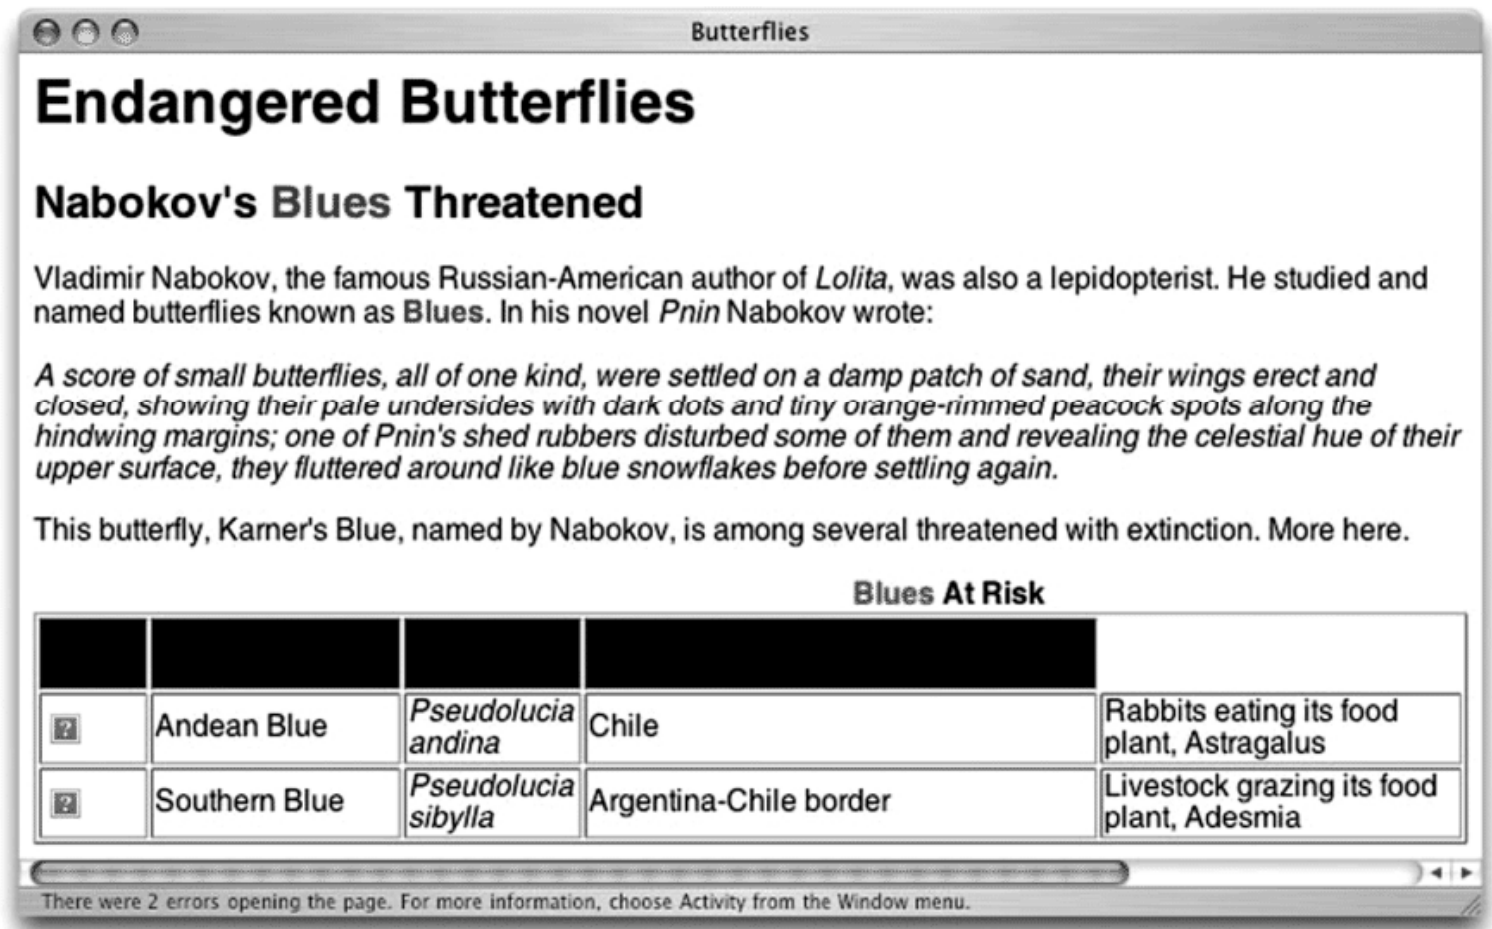 Butterflies
Endangered Butterflies
Nabokov's Blues Threatened
Vladimir Nabokov, the famous Russian-American author of Lolita, was also a lepidopterist. He studied and
named butterflies known as Blues. In his novel Pnin Nabokov wrote:
A score of small butterflies, all of one kind, were settled on a damp patch of sand, their wings erect and
closed, showing their pale undersides with dark dots and tiny orange-rimmed peacock spots along the
hindwing margins; one of Pnin's shed rubbers disturbed some of them and revealing the celestial hue of their
upper surface, they fluttered around like blue snowflakes before settling again.
This butterfly, Karner's Blue, named by Nabokov, is among several threatened with extinction. More here.
Blues At Risk
? Andean Blue Pseudolucia andina Chile Rabbits eating its food plant, Astragalus
? Southern Blue Pseudolucia sibylla Argentina-Chile border Livestock grazing its food plant, Adesmia
There were 2 errors opening the page. For more information, choose Activity from the Window menu.